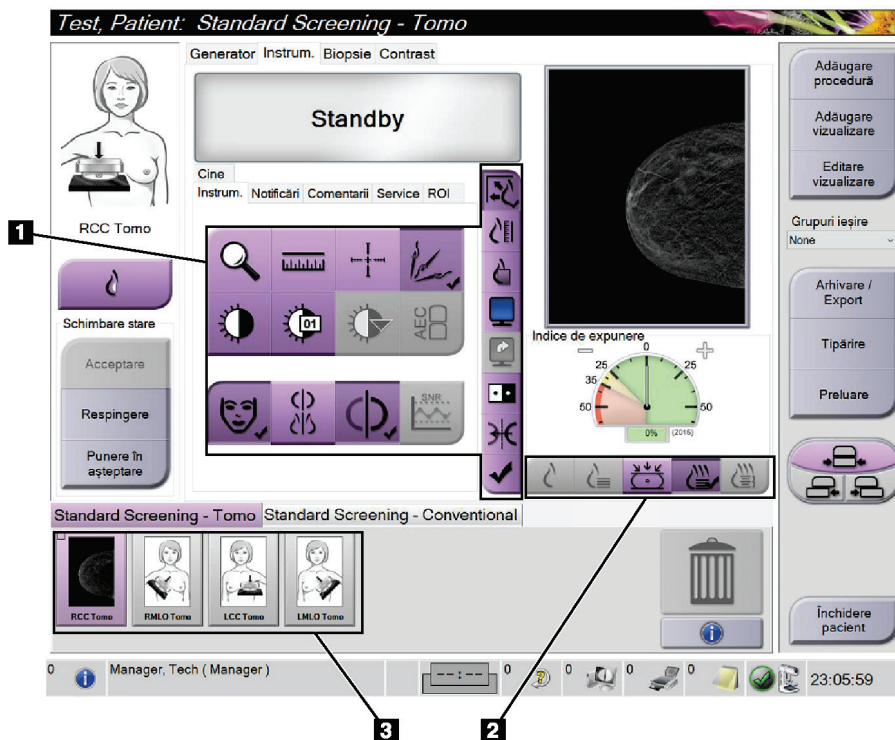 Test, Patient: Standard Screening - Tomo
Generator Instrum. Biopsie Contrast
Standby
Cine
Instrum. Notificări Comentarii Service ROI
RCC Tomo
1
Schimbare stare
Acceptare
Respingere
Punere în
așteptare
01
AEC
SNR
Indice de expunere
0
25 25
35
50 50
0% (2016)
Adăugare
procedură
Adăugare
vizualizare
Editare
vizualizare
Grupuri ieșire
None
Arhivare /
Export
Tipărire
Preluare
Standard Screening - Tomo Standard Screening - Conventional
RCC Tomo RMLO Tomo LCC Tomo LMLO Tomo
Închidere
pacient
0 Manager, Tech ( Manager ) --:-- 0 0 0 0 23:05:59
3 2